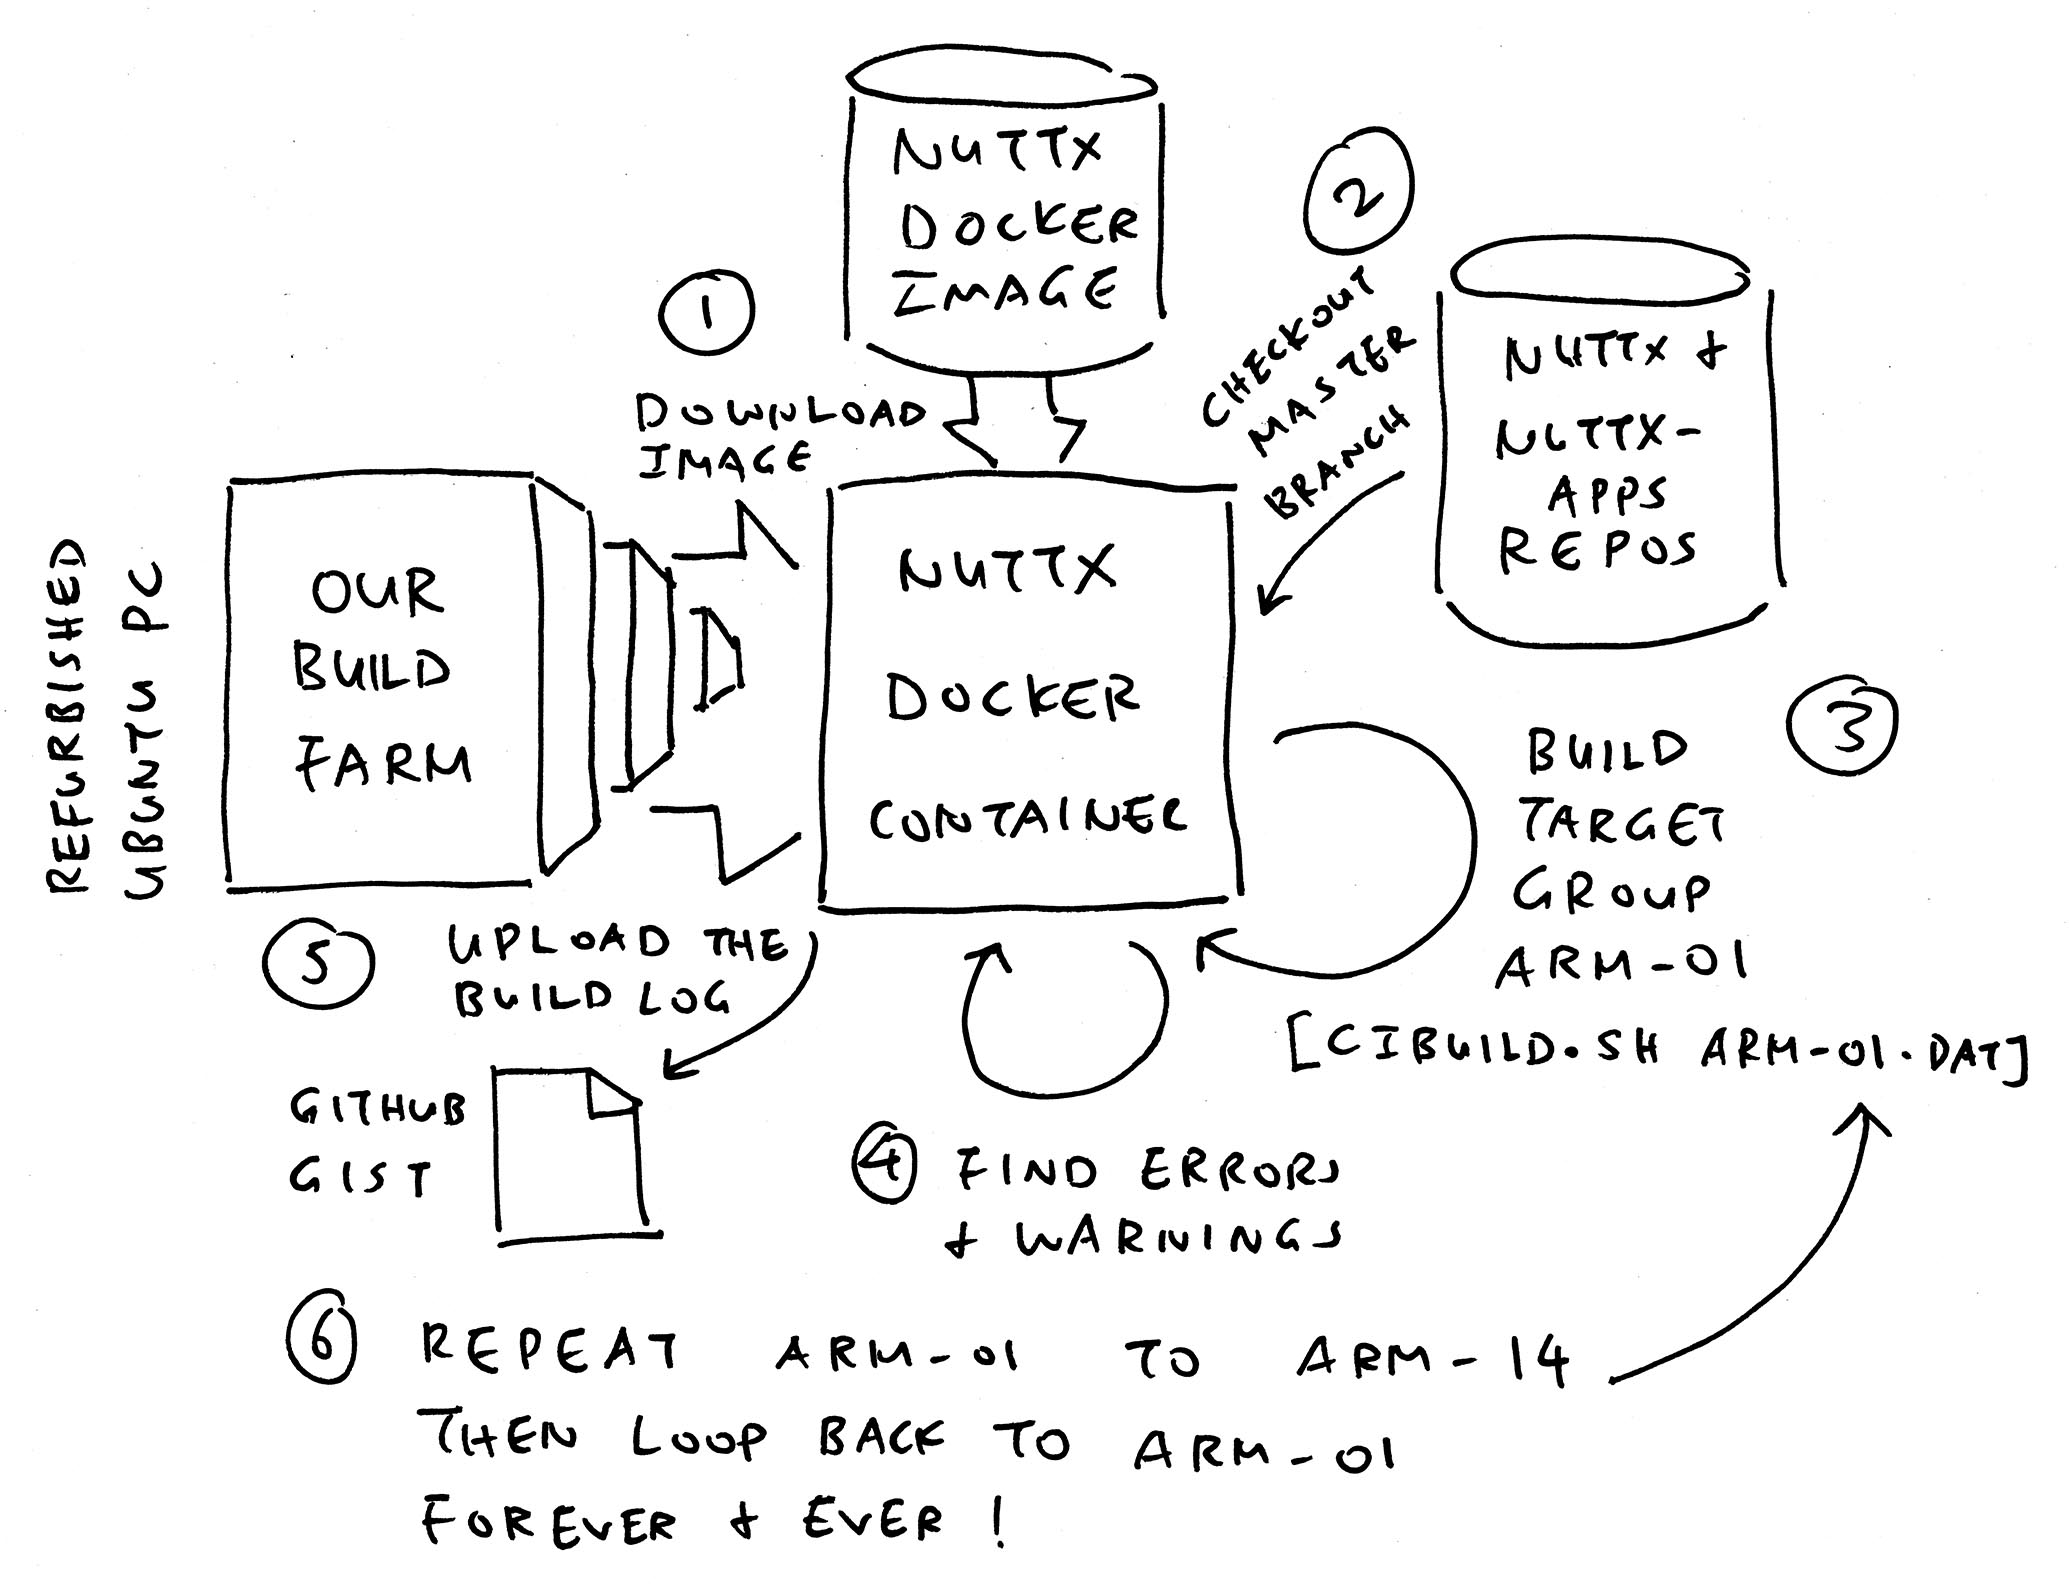 NUTTX
DOCKER
IMAGE
1
DOWNLOAD
IMAGE
2
CHECKOUT
MASTER
BRANCH
NUTTX &
NUTTX-
APPS
REPOS
REFURBISHED
UBUNTU PC
OUR
BUILD
FARM
NUTTX
DOCKER
CONTAINER
3
BUILD
TARGET
GROUP
ARM-01
[CIBUILD.SH ARM-01.DAT]
4 FIND ERRORS
& WARNINGS
5 UPLOAD THE
BUILD LOG
GITHUB
GIST
6 REPEAT ARM-01 TO ARM-14
THEN LOOP BACK TO ARM-01
FOREVER & EVER!